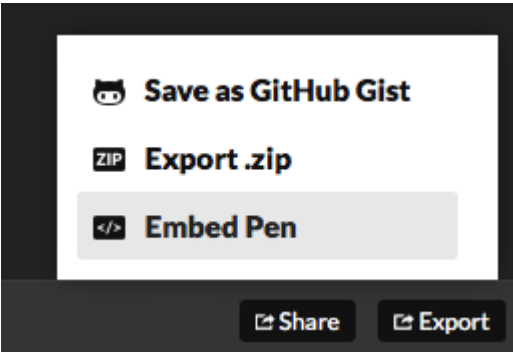 Save as GitHub Gist
ZIP Export .zip
</> Embed Pen
Share Export